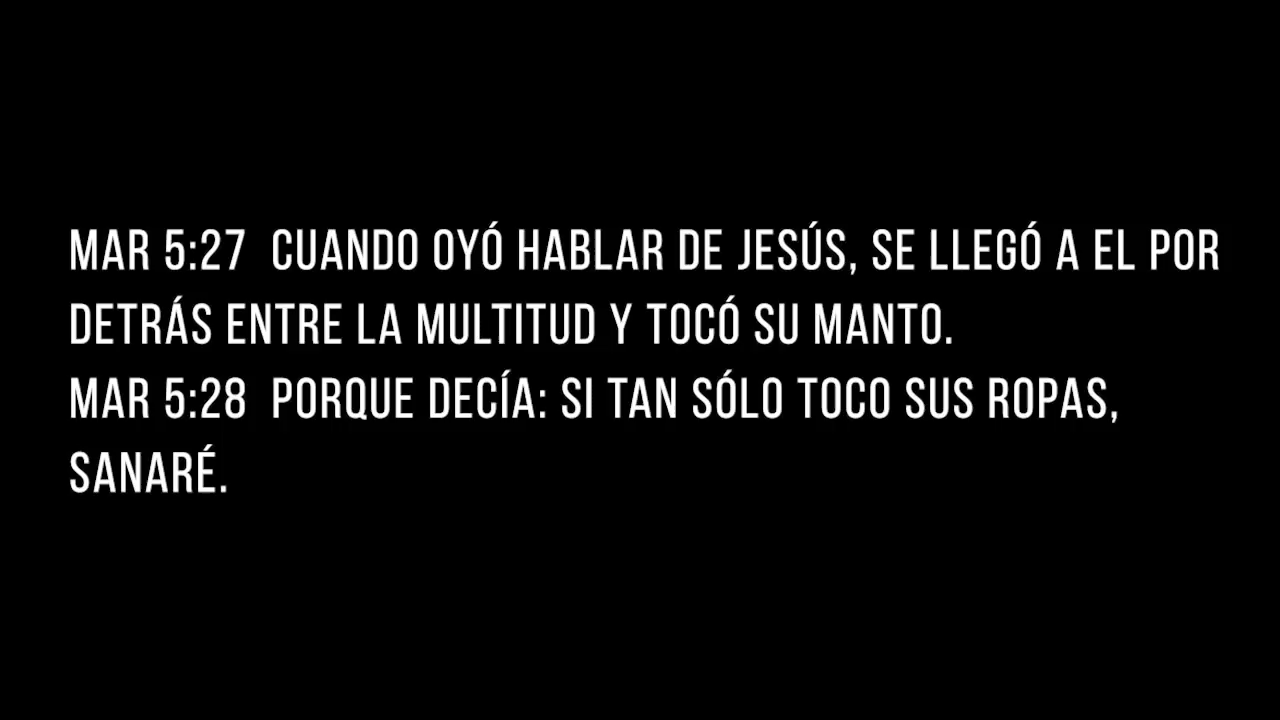 MAR 5:27  CUANDO OYÓ HABLAR DE JESÚS, SE LLEGÓ A EL POR
DETRÁS ENTRE LA MULTITUD Y TOCÓ SU MANTO.
MAR 5:28  PORQUE DECÍA: SI TAN SÓLO TOCO SUS ROPAS,
SANARÉ.